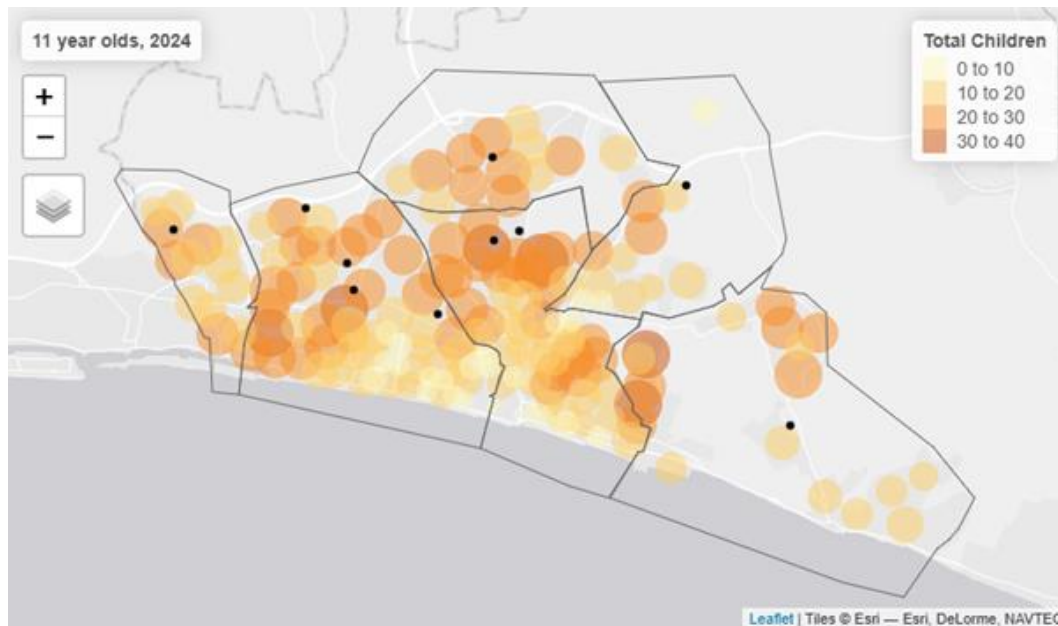 11 year olds, 2024
+
−
Total Children
0 to 10
10 to 20
20 to 30
30 to 40
Leaflet | Tiles © Esri — Esri, DeLorme, NAVTEQ